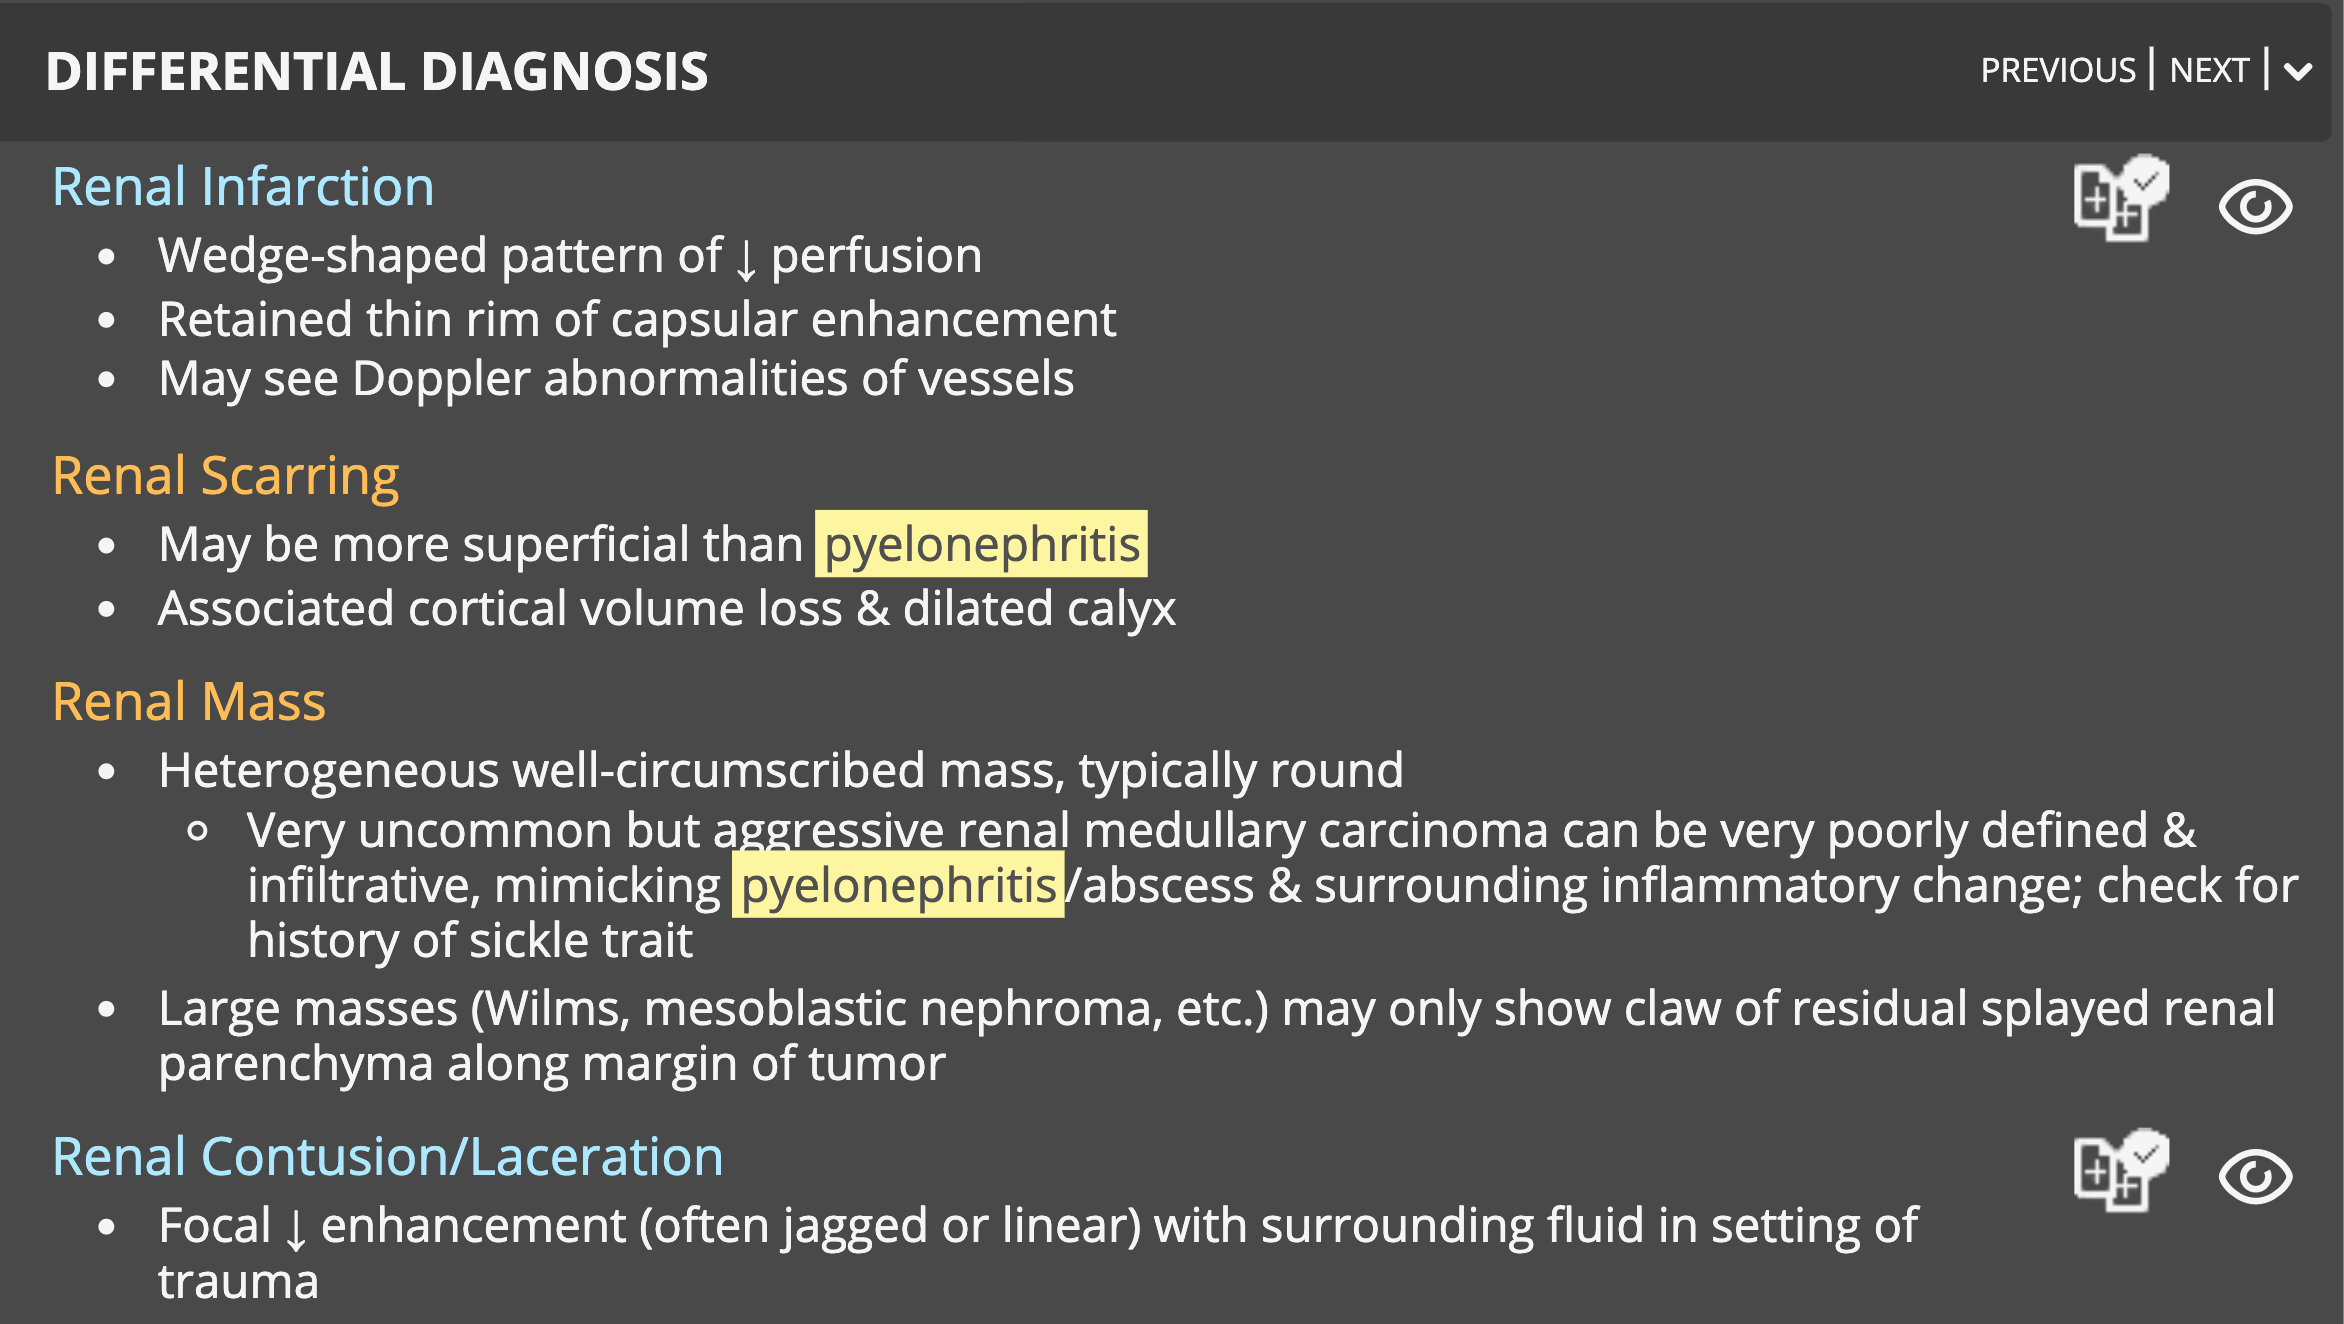 DIFFERENTIAL DIAGNOSIS
PREVIOUS | NEXT |
Renal Infarction
• Wedge-shaped pattern of ↓ perfusion
• Retained thin rim of capsular enhancement
• May see Doppler abnormalities of vessels
Renal Scarring
• May be more superficial than pyelonephritis
• Associated cortical volume loss & dilated calyx
Renal Mass
• Heterogeneous well-circumscribed mass, typically round
○ Very uncommon but aggressive renal medullary carcinoma can be very poorly defined &
infiltrative, mimicking pyelonephritis/abscess & surrounding inflammatory change; check for
history of sickle trait
• Large masses (Wilms, mesoblastic nephroma, etc.) may only show claw of residual splayed renal
parenchyma along margin of tumor
Renal Contusion/Laceration
• Focal ↓ enhancement (often jagged or linear) with surrounding fluid in setting of
trauma